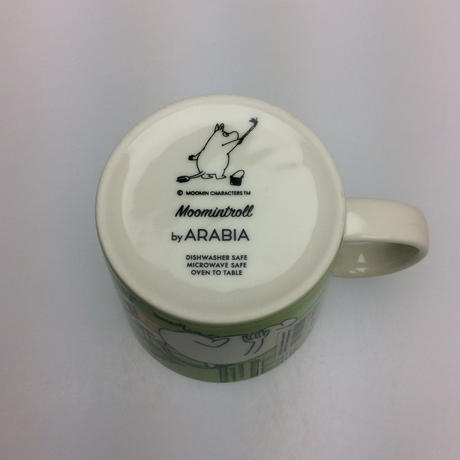 © MOOMIN CHARACTERS TM
Moomintroll
by ARABIA
DISHWASHER SAFE
MICROWAVE SAFE
OVEN TO TABLE